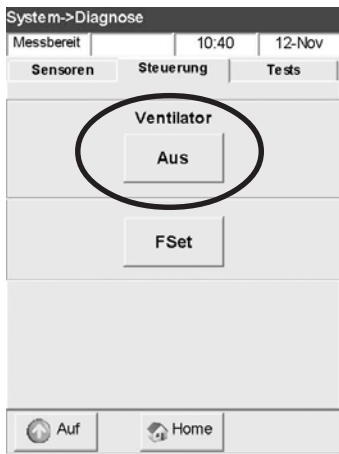 System->Diagnose
Messbereit 10:40 12-Nov
Sensoren Steuerung Tests
Ventilator
Aus
FSet
Auf Home